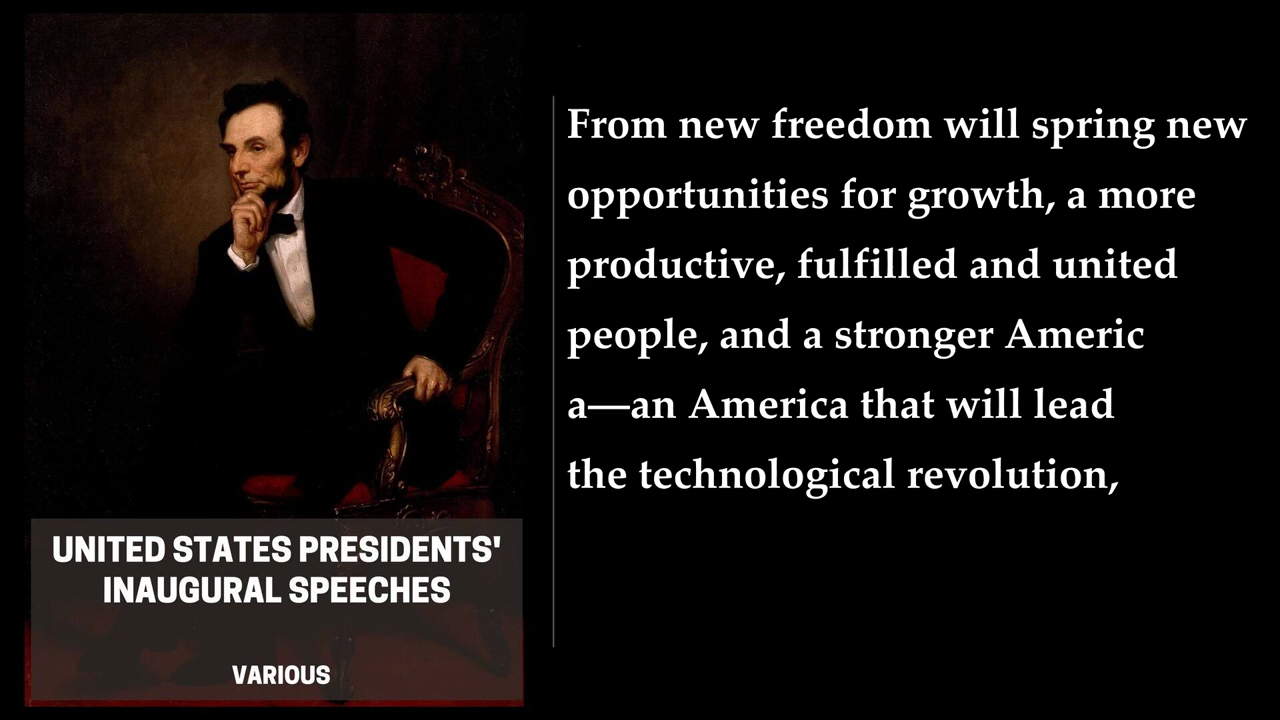 From new freedom will spring new
opportunities for growth, a more
productive, fulfilled and united
people, and a stronger Americ
a—an America that will lead
the technological revolution,
UNITED STATES PRESIDENTS'
INAUGURAL SPEECHES
VARIOUS